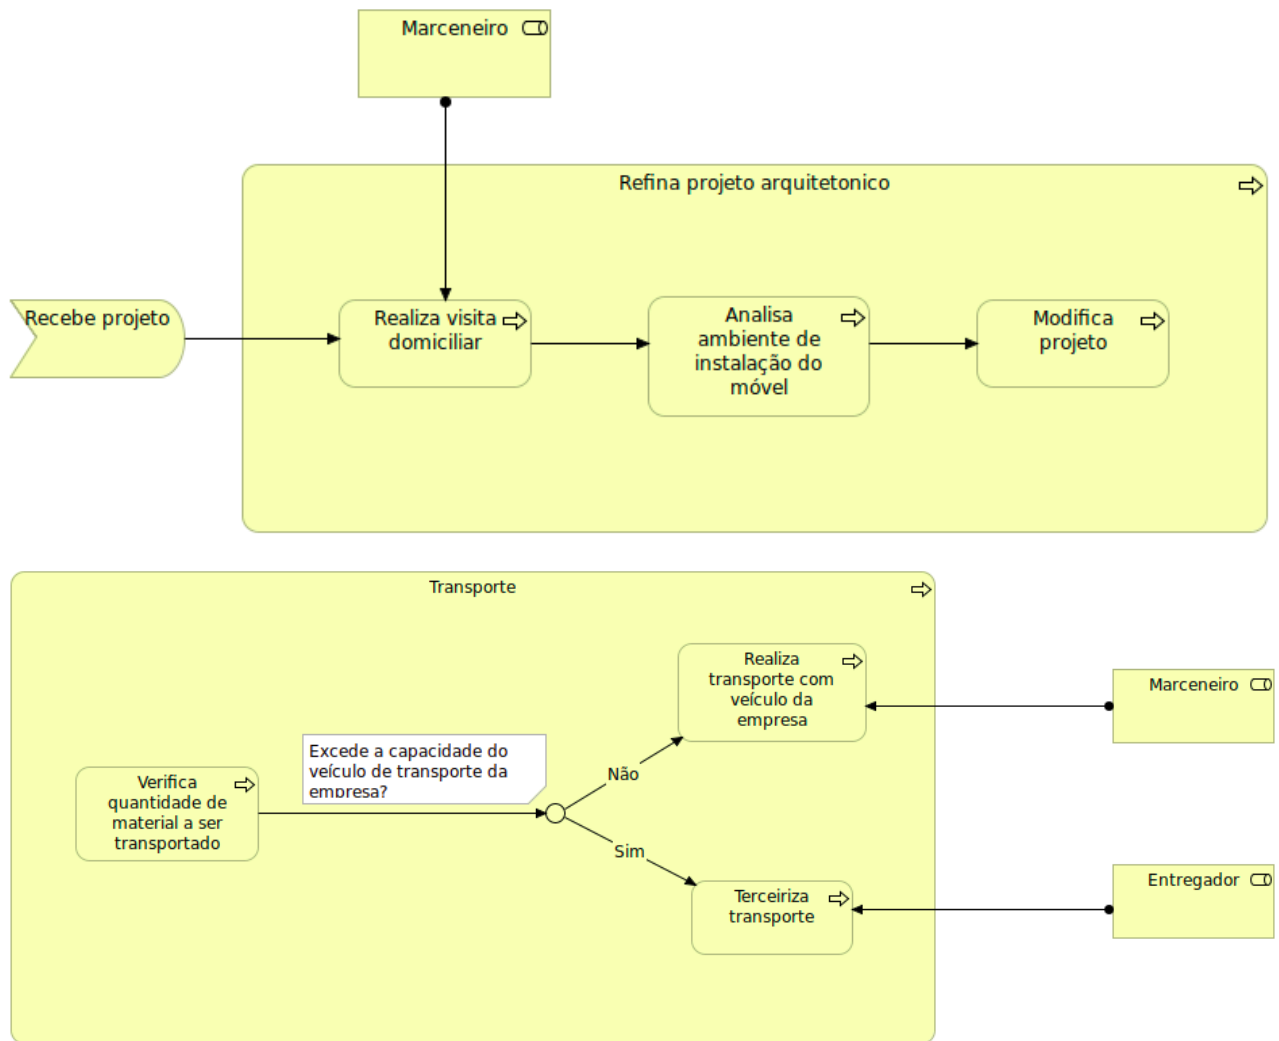 Marceneiro
Refina projeto arquitetonico
Recebe projeto
Realiza visita
domiciliar
Analisa
ambiente de
instalação do
móvel
Modifica
projeto
Transporte
Realiza
transporte com
veículo da
empresa
Marceneiro
Excede a capacidade do
veículo de transporte da
empresa?
Verifica
quantidade de
material a ser
transportado
Não
Sim
Terceiriza
transporte
Entregador